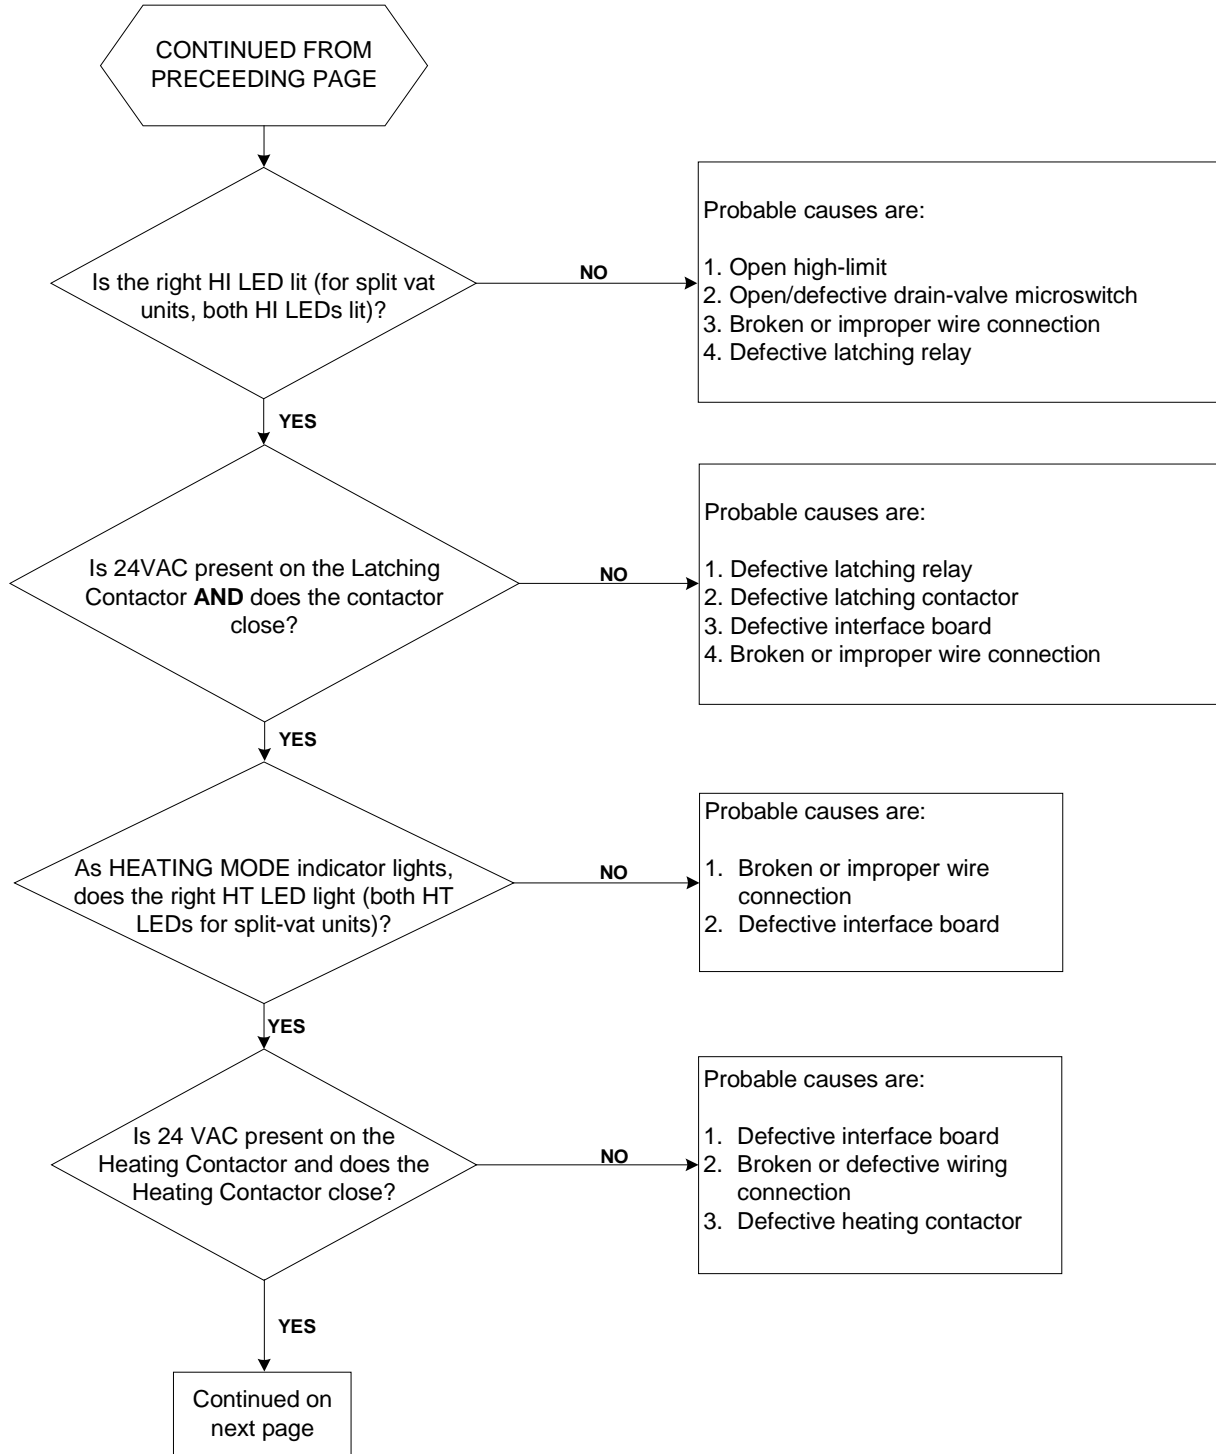 CONTINUED FROM
PRECEEDING PAGE
Is the right HI LED lit (for split vat
units, both HI LEDs lit)?
NO
Probable causes are:
1. Open high-limit
2. Open/defective drain-valve microswitch
3. Broken or improper wire connection
4. Defective latching relay
YES
Is 24VAC present on the Latching
Contactor AND does the contactor
close?
NO
Probable causes are:
1. Defective latching relay
2. Defective latching contactor
3. Defective interface board
4. Broken or improper wire connection
YES
As HEATING MODE indicator lights,
does the right HT LED light (both HT
LEDs for split-vat units)?
NO
Probable causes are:
1. Broken or improper wire
connection
2. Defective interface board
YES
Is 24 VAC present on the
Heating Contactor and does the
Heating Contactor close?
NO
Probable causes are:
1. Defective interface board
2. Broken or defective wiring
connection
3. Defective heating contactor
YES
Continued on
next page